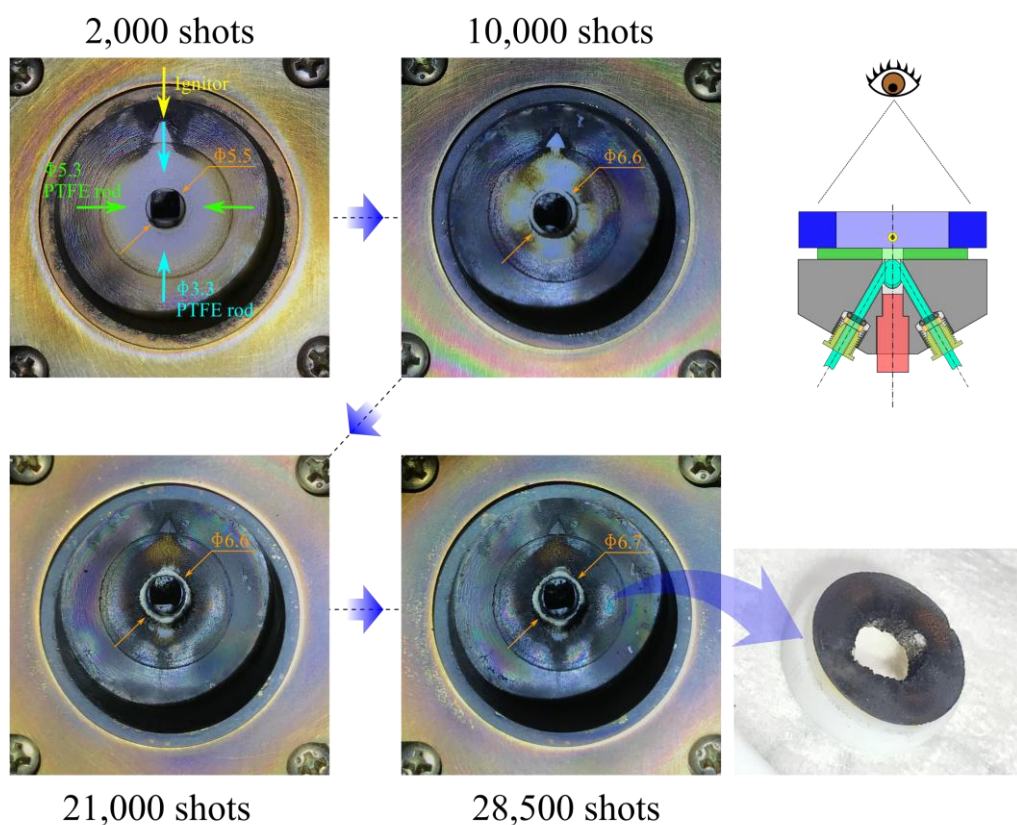 2,000 shots
10,000 shots
Ignitor
Φ5.5
Φ5.3
PTFE rod
Φ3.3
PTFE rod
Φ6.6
Φ6.6
Φ6.7
21,000 shots
28,500 shots